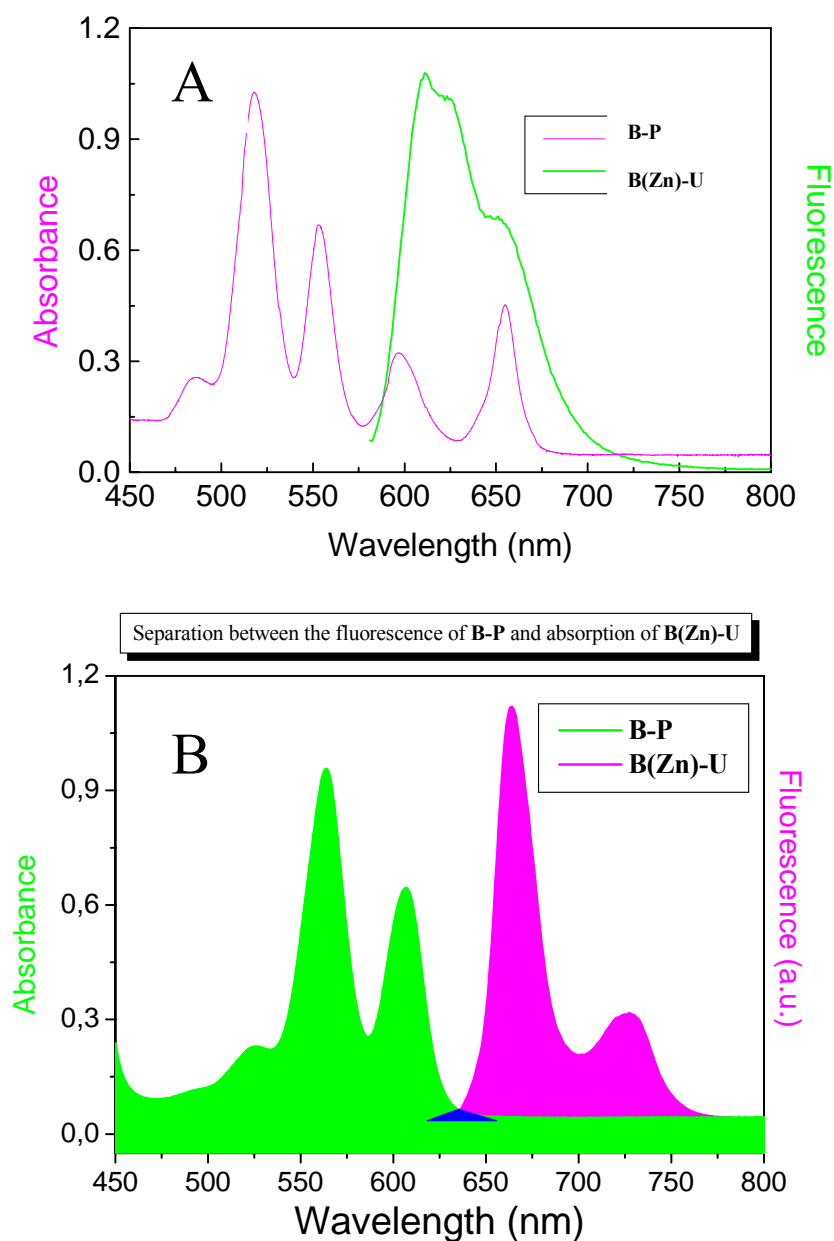 A
1.2
0.9
0.6
0.3
0.0
Absorbance
Fluorescence
B-P
B(Zn)-U
450 500 550 600 650 700 750 800
Wavelength (nm)
Separation between the fluorescence of B-P and absorption of B(Zn)-U
B
1,2
0,9
0,6
0,3
0,0
Absorbance
Fluorescence (a.u.)
B-P
B(Zn)-U
450 500 550 600 650 700 750 800
Wavelength (nm)